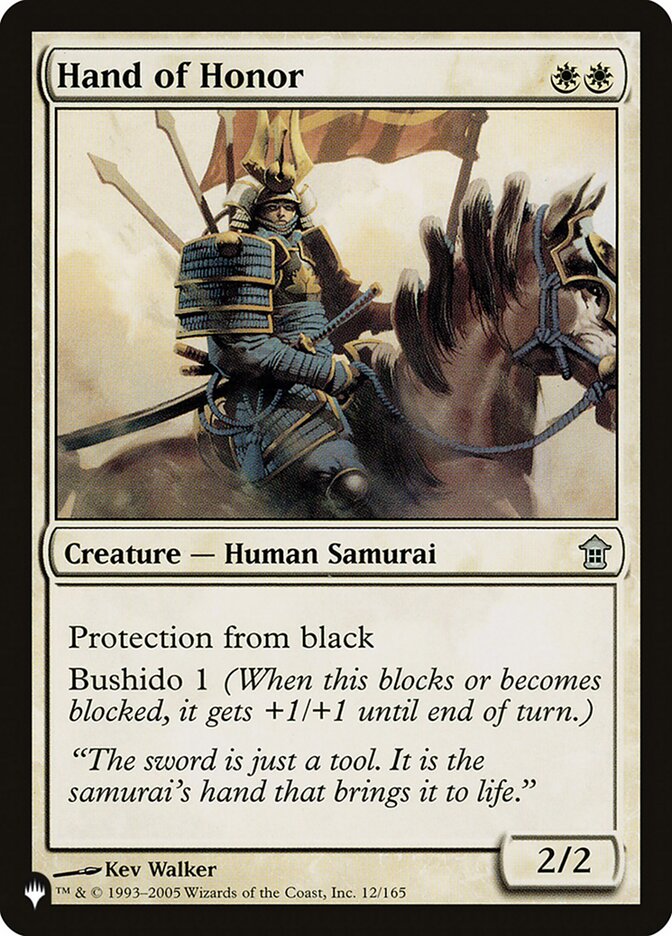 Hand of Honor
Creature — Human Samurai
Protection from black
Bushido 1 (When this blocks or becomes
blocked, it gets +1/+1 until end of turn.)
“The sword is just a tool. It is the
samurai’s hand that brings it to life.”
2/2
Kev Walker
™ & © 1993–2005 Wizards of the Coast, Inc. 12/165